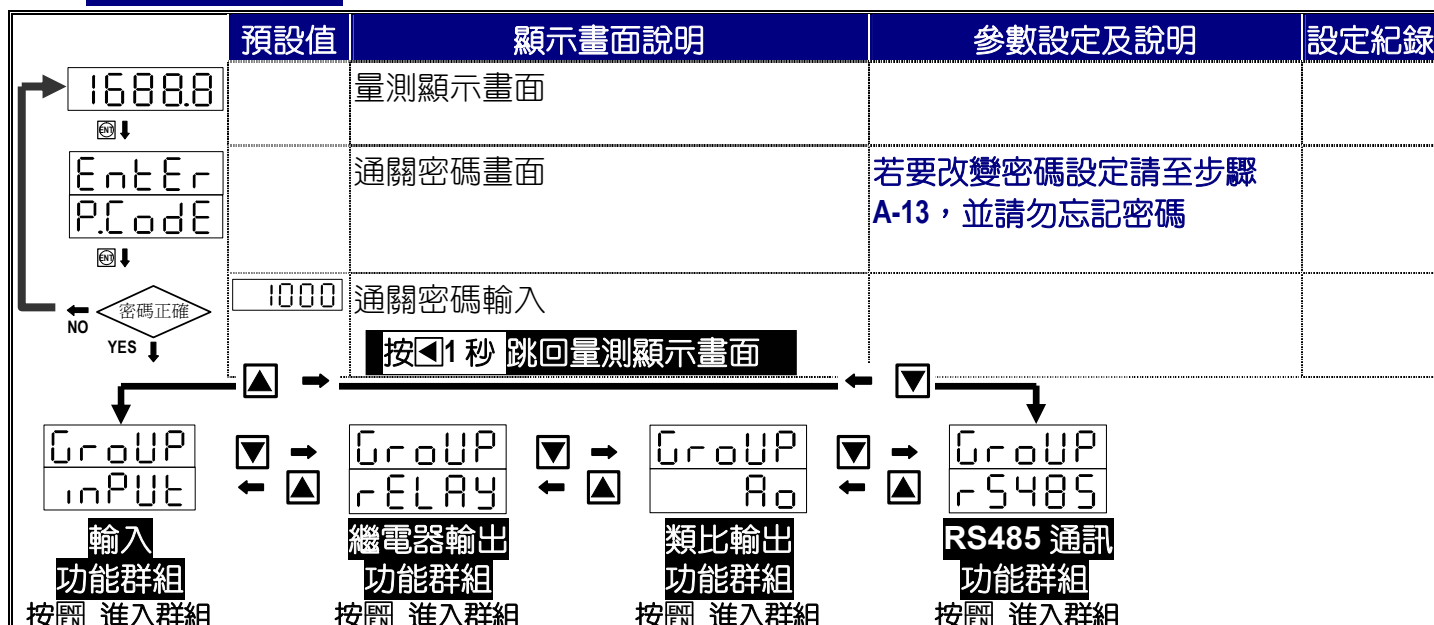 預設值 顯示畫面說明 參數設定及說明 設定紀錄
1688.8 量測顯示畫面
ENT
EntEr 通關密碼畫面 若要改變密碼設定請至步驟
P.CodE A-13，並請勿忘記密碼
ENT
密碼正確 1000 通關密碼輸入
NO
YES 按◀1 秒 跳回量測顯示畫面
▲ ▼
GroUP ▼ GroUP ▼ GroUP ▼ GroUP
inPUt ▲ rELAY ▲ Ao ▲ rS485
輸入 繼電器輸出 類比輸出 RS485 通訊
功能群組 功能群組 功能群組 功能群組
按 進入群組 按 進入群組 按 進入群組 按 進入群組